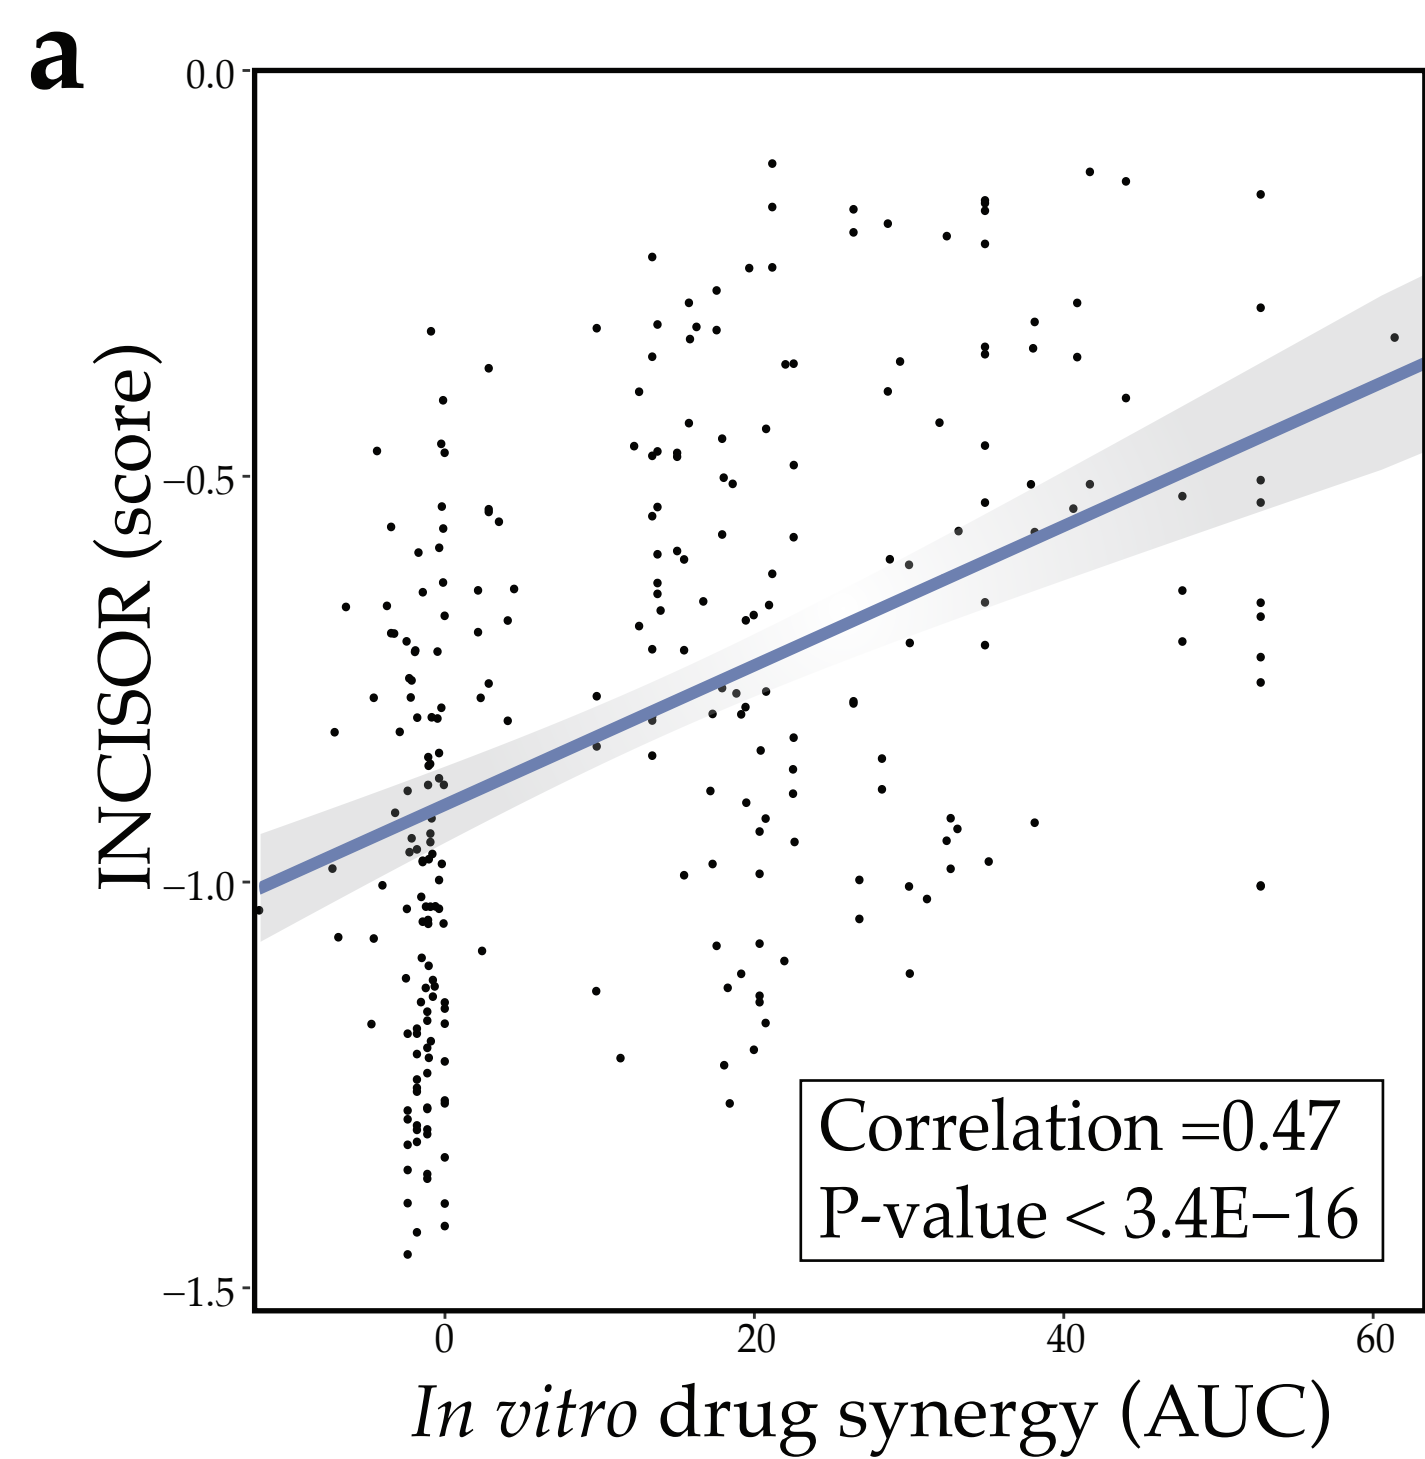 a
0.0
−0.5
−1.0
−1.5
INCISOR (score)
0 20 40 60
In vitro drug synergy (AUC)
Correlation =0.47
P-value < 3.4E−16